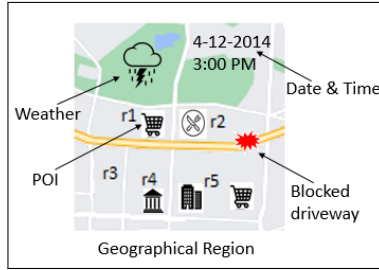 4-12-2014
3:00 PM
Date & Time
Weather
r1
r2
POI
r3
r4
r5
Blocked
driveway
Geographical Region